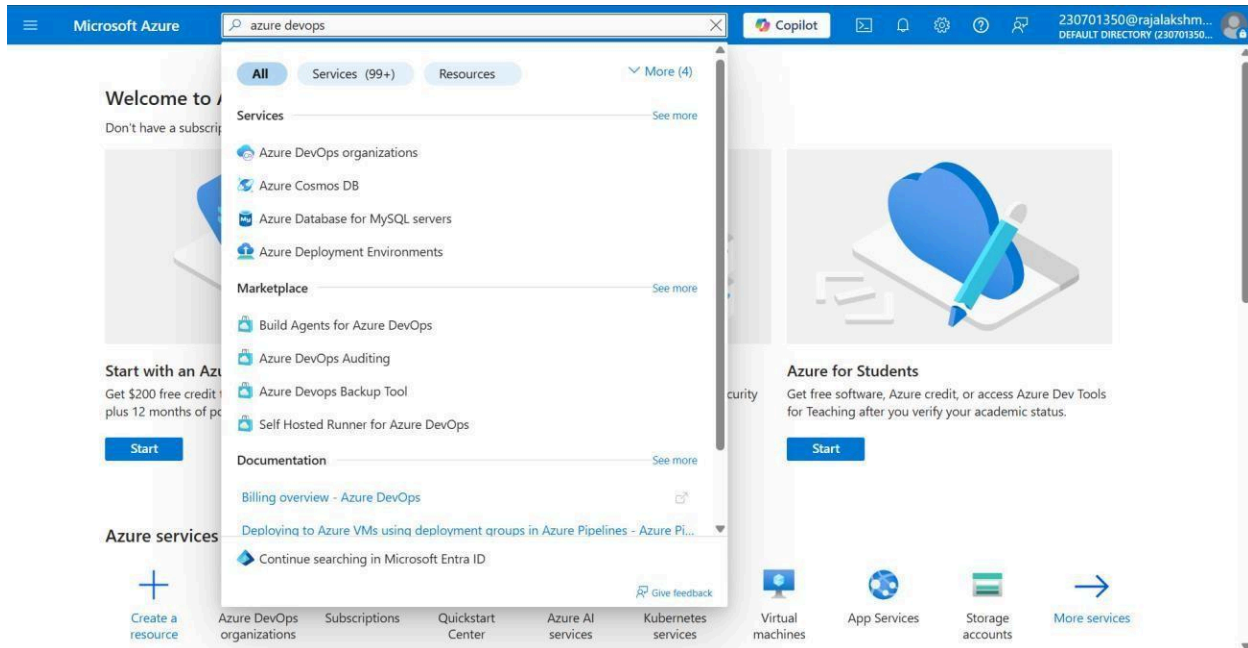 Microsoft Azure
azure devops
Copilot
230701350@rajalakshm...
DEFAULT DIRECTORY (230701350...
All
Services (99+)
Resources
More (4)
Welcome to
Don't have a
Services
See more
Azure DevOps organizations
Azure Cosmos DB
Azure Database for MySQL servers
Azure Deployment Environments
Marketplace
See more
Build Agents for Azure DevOps
Azure DevOps Auditing
Azure Devops Backup Tool
Self Hosted Runner for Azure DevOps
Documentation
See more
Billing overview - Azure DevOps
Deploying to Azure VMs using deployment groups in Azure Pipelines - Azure Pi...
Continue searching in Microsoft Entra ID
Give feedback
Start with an
Get $200 free credit
plus 12 months of
Start
Azure for Students
Get free software, Azure credit, or access Azure Dev Tools
for Teaching after you verify your academic status.
Start
Azure services
Create a
resource
Azure DevOps
organizations
Subscriptions
Quickstart
Center
Azure AI
services
Kubernetes
services
Virtual
machines
App Services
Storage
accounts
More services